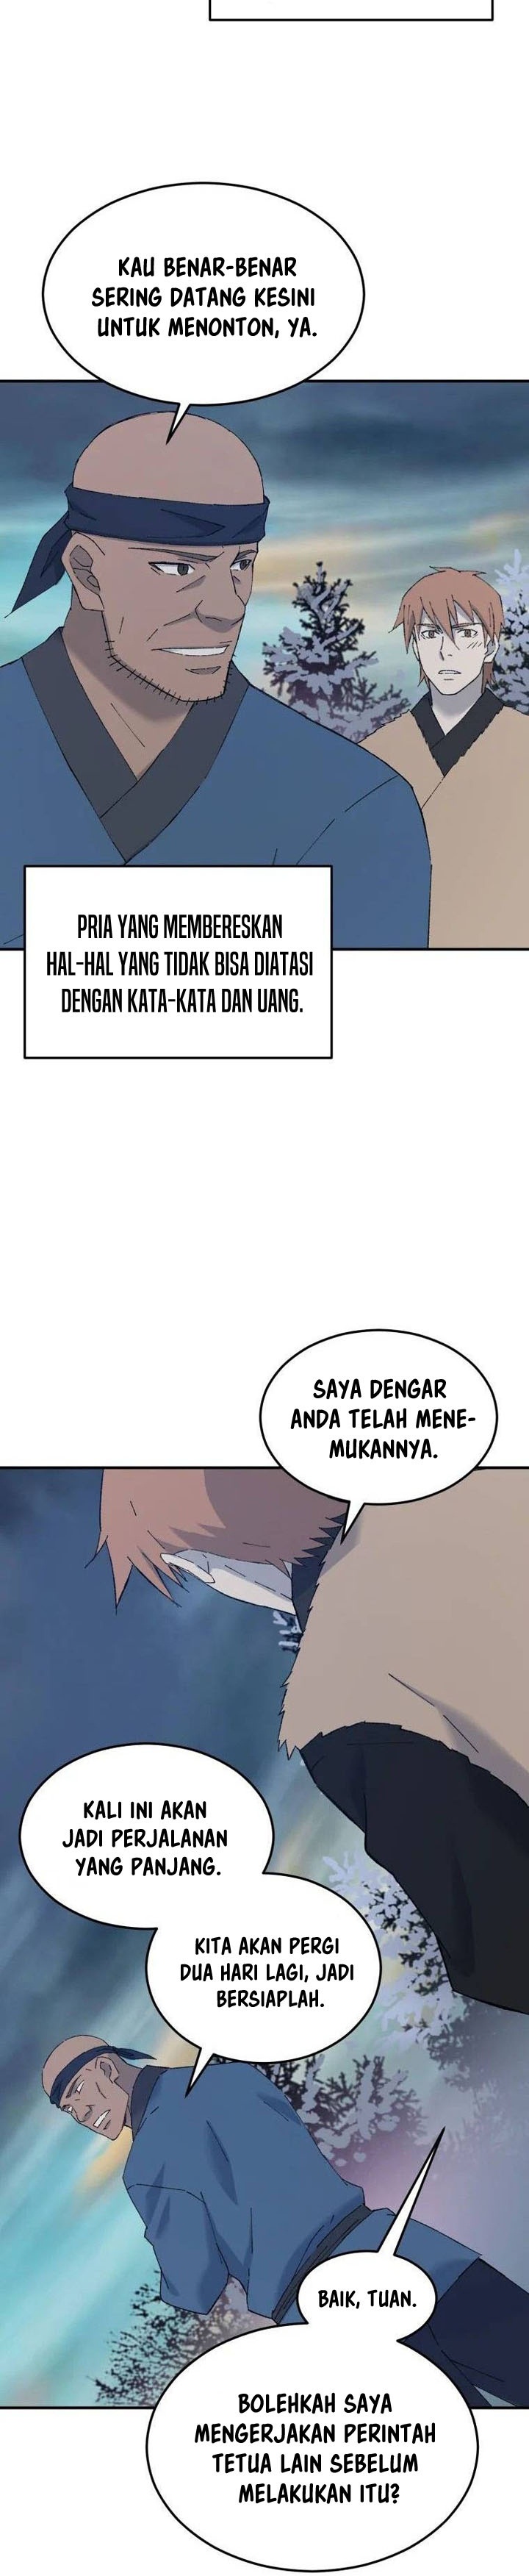 KAU BENAR-BENAR
SERING DATANG KESINI
UNTUK MENONTON, YA.
PRIA YANG MEMBERESKAN
HAL-HAL YANG TIDAK BISA DIATASI
DENGAN KATA-KATA DAN UANG.
SAYA DENGAR
ANDA TELAH MENE-
MUKANNYA.
KALI INI AKAN
JADI PERJALANAN
YANG PANJANG.
KITA AKAN PERGI
DUA HARI LAGI, JADI
BERSIAPLAH.
BAIK, TUAN.
BOLEHKAH SAYA
MENGERJAKAN PERINTAH
TETUA LAIN SEBELUM
MELAKUKAN ITU?